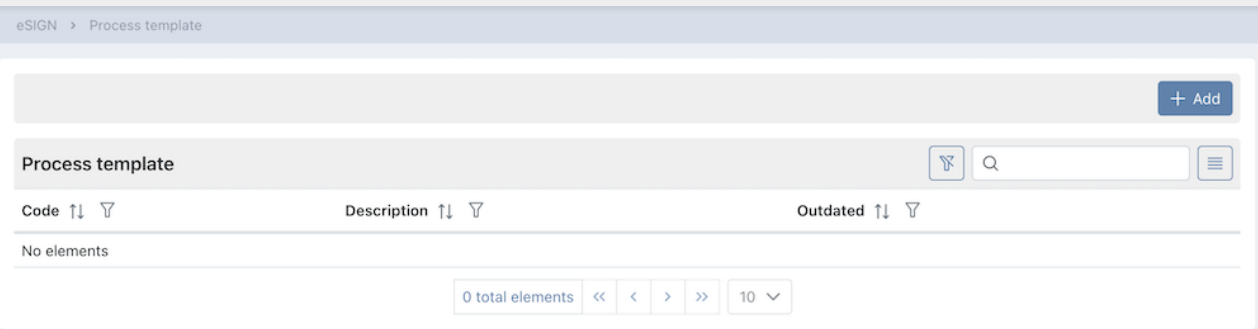 eSIGN > Process template
+ Add
Process template
Code Description Outdated
No elements
0 total elements << < > >> 10